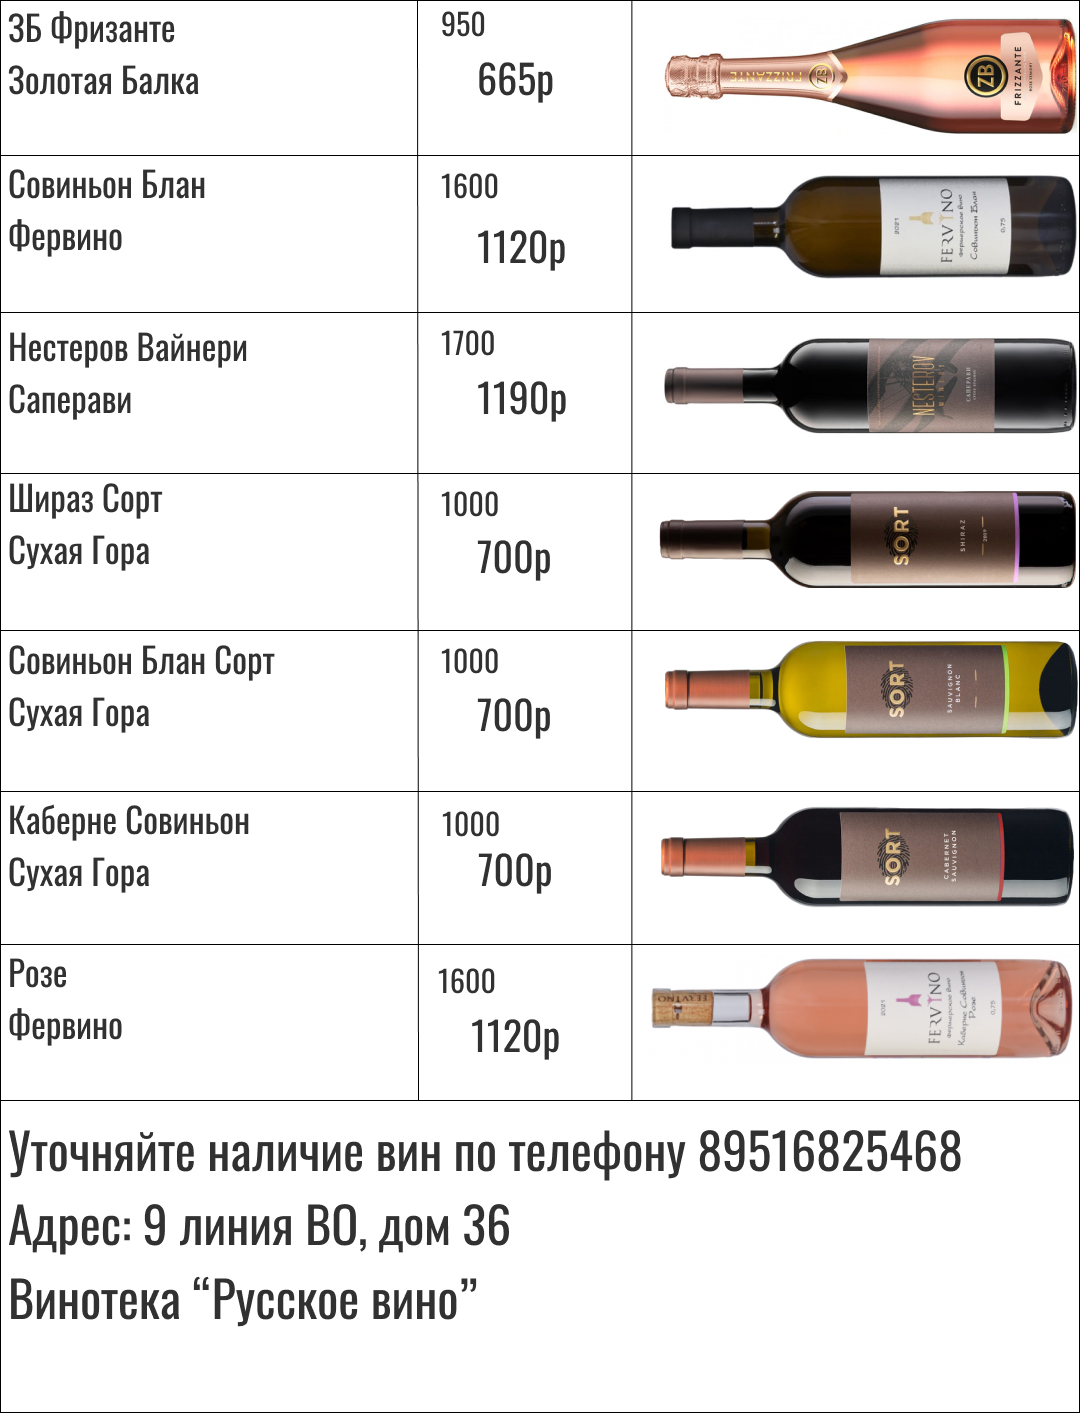 ЗБ Фризанте
Золотая Балка
950
665р
FRIZZANTE
ZB
ZB
FRIZZANTE
Совиньон Блан
Фервино
1600
1120р
2021
FERVINO
фермерское вино
Совиньон Блан
0,75
Нестеров Вайнери
Саперави
1700
1190р
NESTEROV
WINERY
САПЕРАВИ
Шираз Сорт
Сухая Гора
1000
700р
SORT
SHIRAZ
Совиньон Блан Сорт
Сухая Гора
1000
700р
SORT
SAUVIGNON
BLANC
Каберне Совиньон
Сухая Гора
1000
700р
SORT
CABERNET
SAUVIGNON
Розе
Фервино
1600
1120р
FERVINO
2021
FERVINO
фермерское вино
Каберне Совиньон
Розе
0,75
Уточняйте наличие вин по телефону 89516825468
Адрес: 9 линия ВО, дом 36
Винотека “Русское вино”